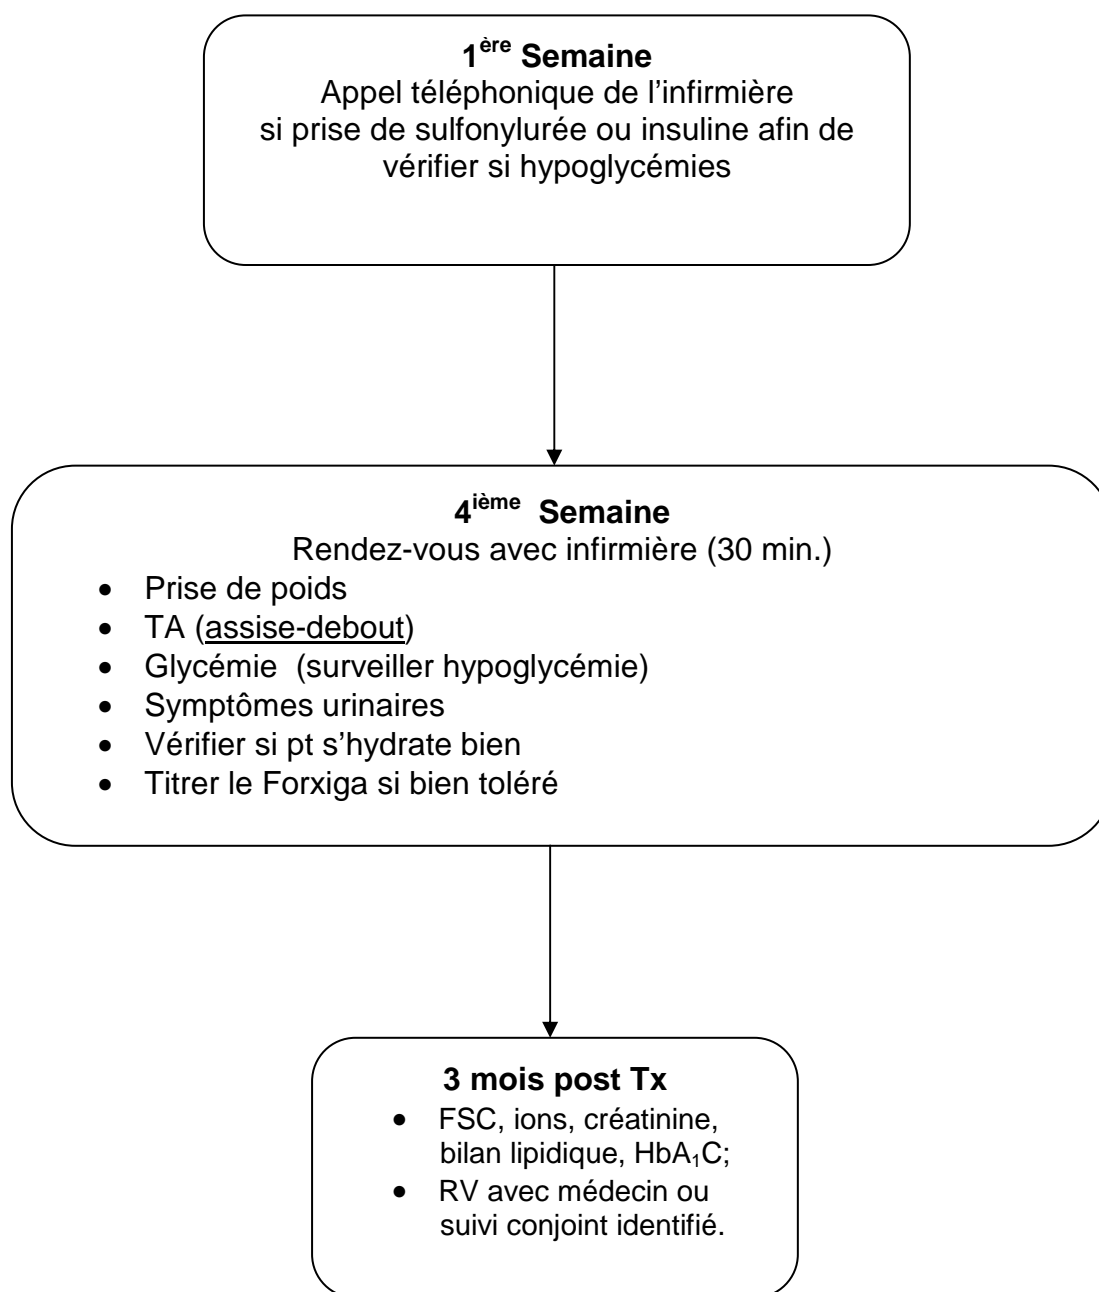 1ère Semaine
Appel téléphonique de l’infirmière
si prise de sulfonylurée ou insuline afin de
vérifier si hypoglycémies
4ième Semaine
Rendez-vous avec infirmière (30 min.)
• Prise de poids
• TA (assise-debout)
• Glycémie (surveiller hypoglycémie)
• Symptômes urinaires
• Vérifier si pt s’hydrate bien
• Titrer le Forxiga si bien toléré
3 mois post Tx
• FSC, ions, créatinine,
bilan lipidique, HbA₁C;
• RV avec médecin ou
suivi conjoint identifié.